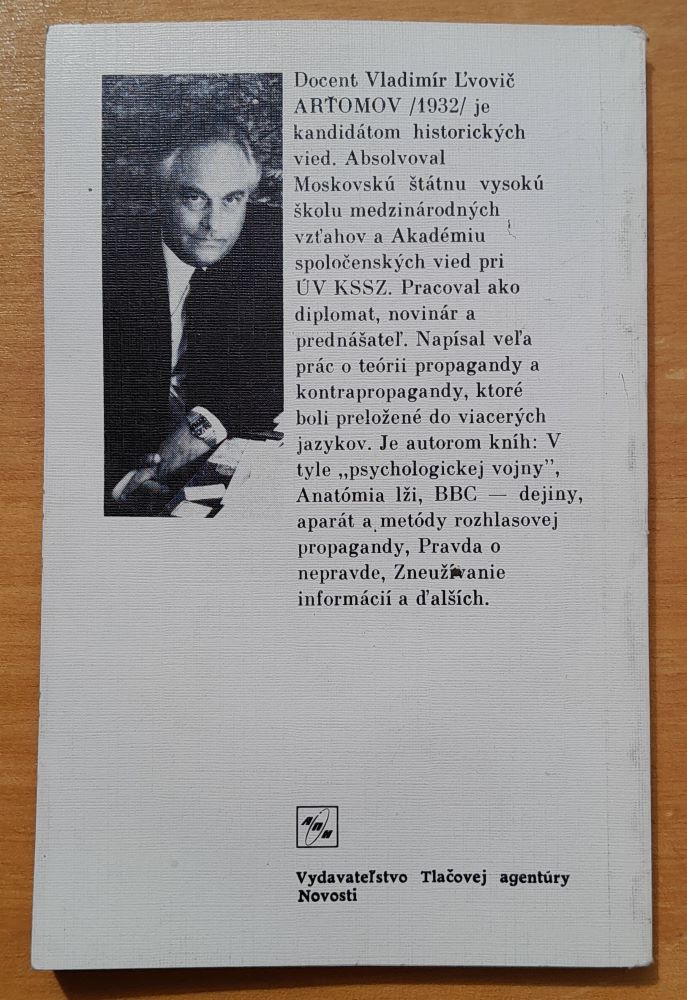 Docent Vladimír Ľvovič
ARŤOMOV /1932/ je
kandidátom historických
vied. Absolvoval
Moskovskú štátnu vysokú
školu medzinárodných
vzťahov a Akadémiu
spoločenských vied pri
ÚV KSSZ. Pracoval ako
diplomat, novinár a
prednášateľ. Napísal veľa
prác o teórii propagandy a
kontrapropagandy, ktoré
boli preložené do viacerých
jazykov. Je autorom kníh: V
tyle „psychologickej vojny”,
Anatómia lži, BBC — dejiny,
aparát a metódy rozhlasovej
propagandy, Pravda o
nepravde, Zneužívanie
informácií a ďalších.
АПН
Vydavateľstvo Tlačovej agentúry
Novosti